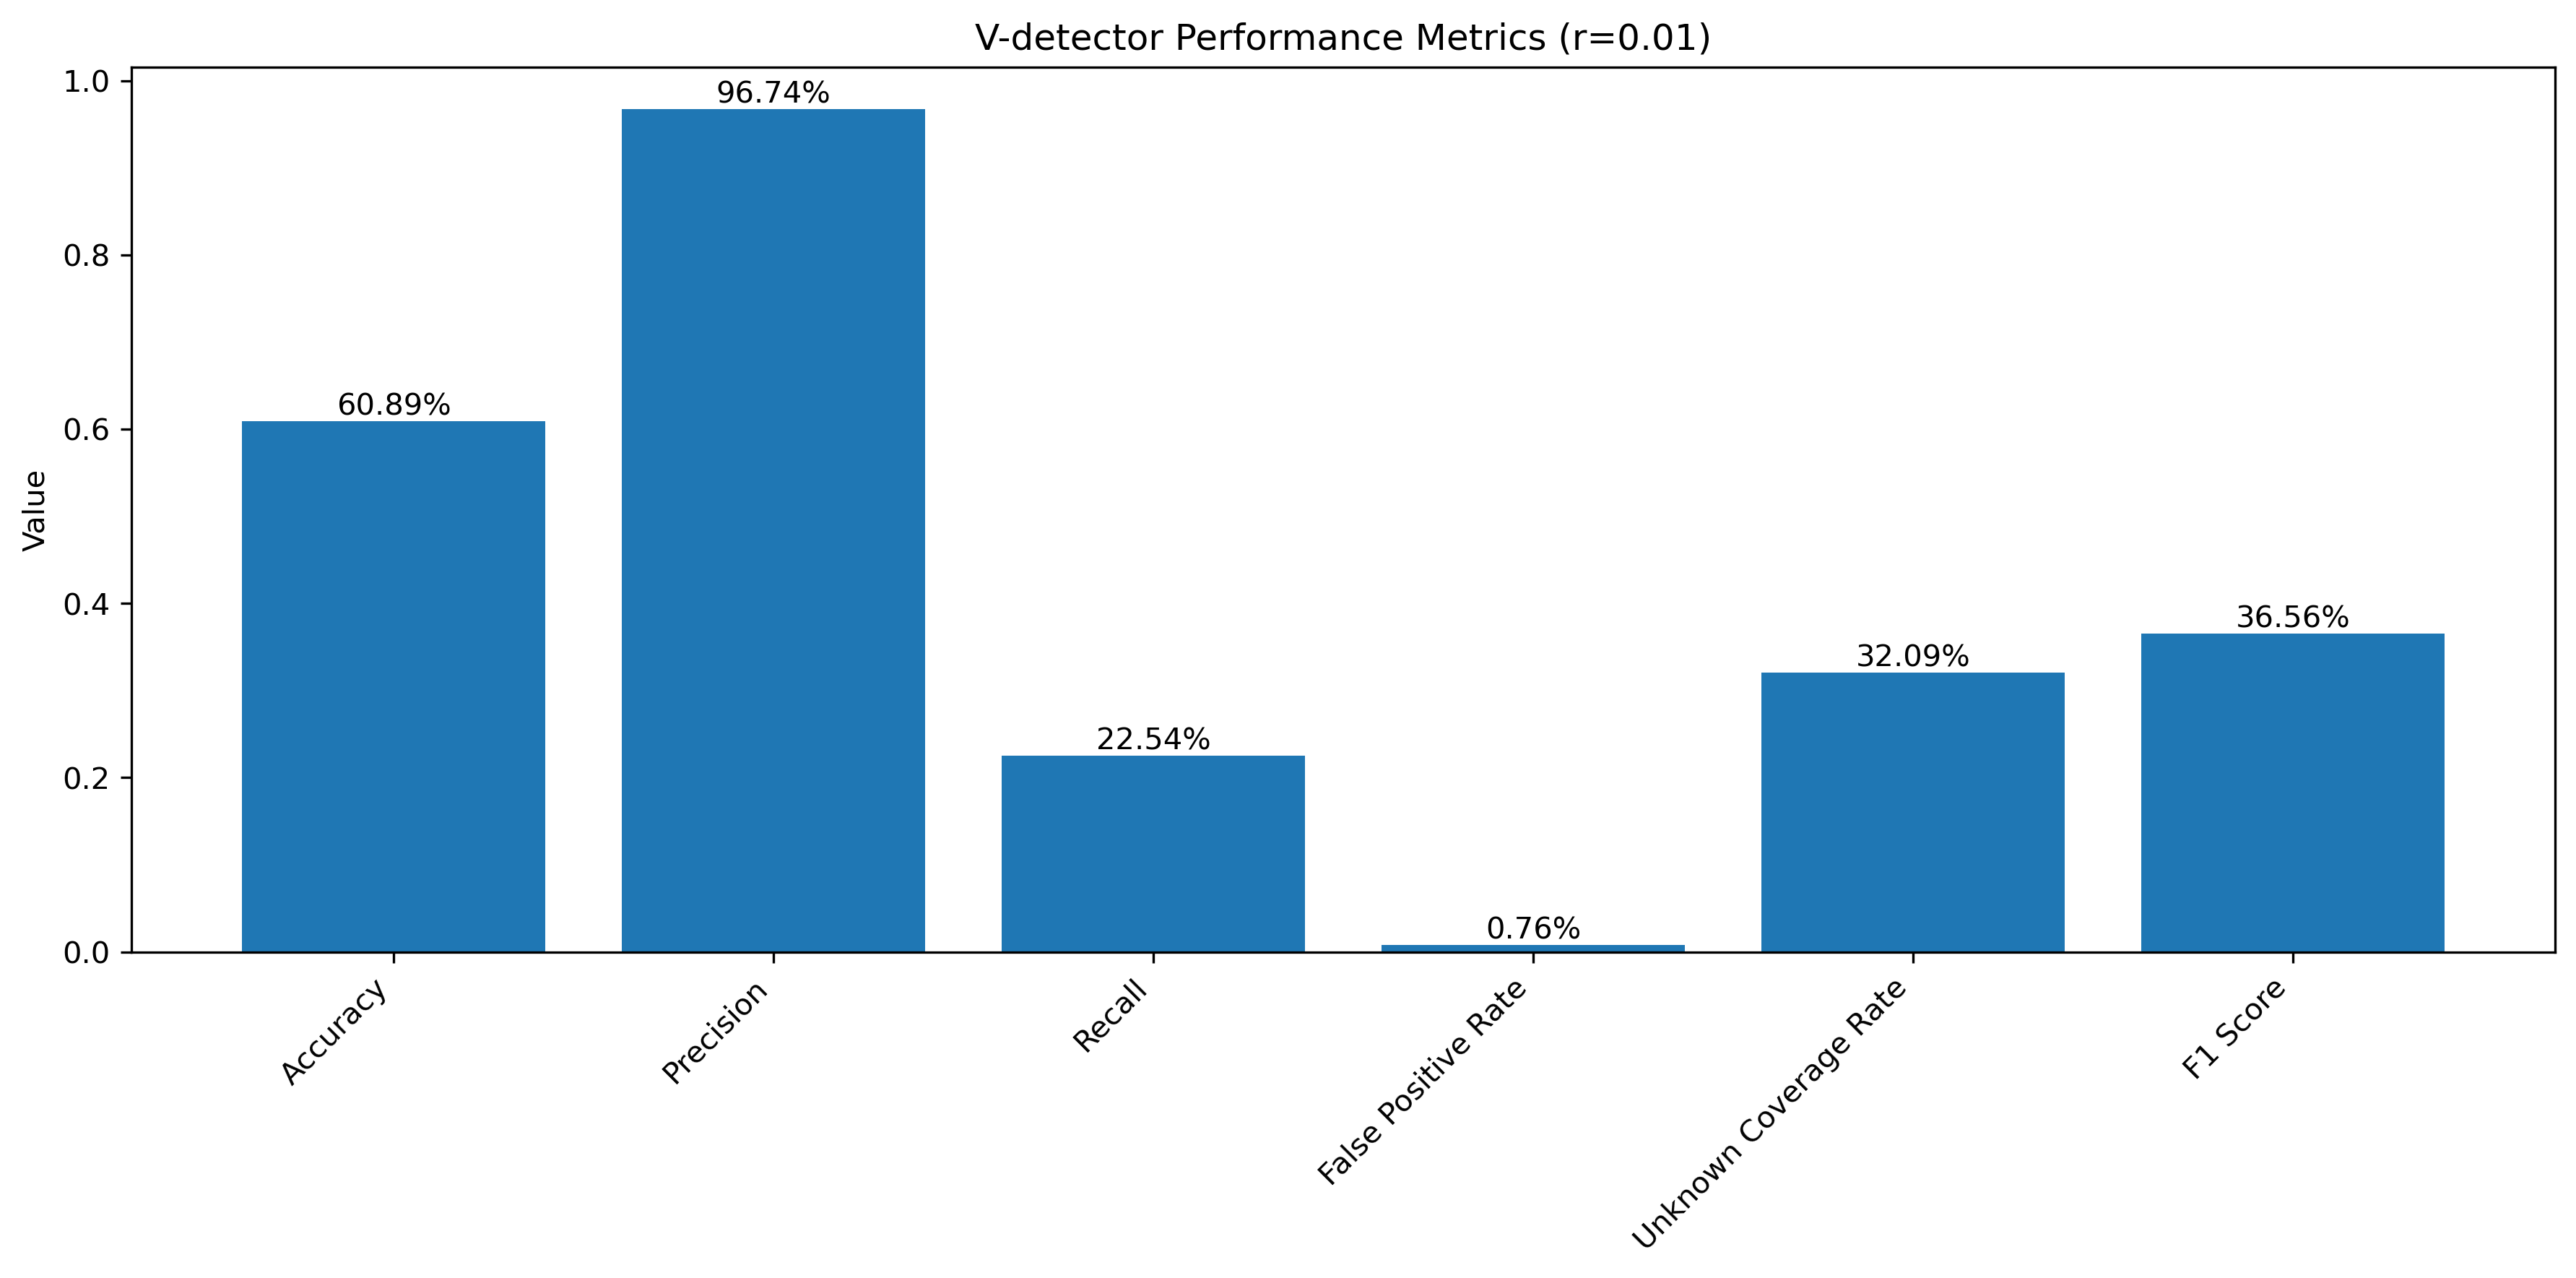 V-detector Performance Metrics (r=0.01)
Value
1.0
0.8
0.6
0.4
0.2
0.0
60.89%
96.74%
22.54%
0.76%
32.09%
36.56%
Accuracy
Precision
Recall
False Positive Rate
Unknown Coverage Rate
F1 Score